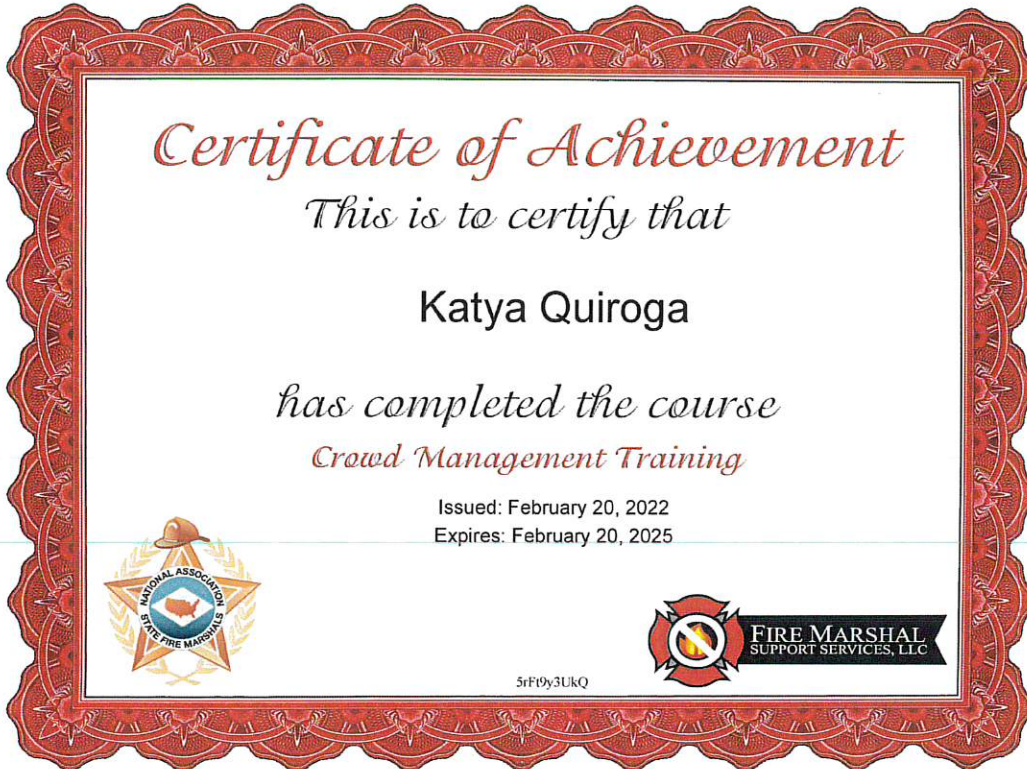 Certificate of Achievement
This is to certify that
Katya Quiroga
has completed the course
Crowd Management Training
Issued: February 20, 2022
Expires: February 20, 2025
NATIONAL ASSOCIATION
STATE FIRE MARSHALS
FIRE MARSHAL
SUPPORT SERVICES, LLC
5rFt9y3UkQ